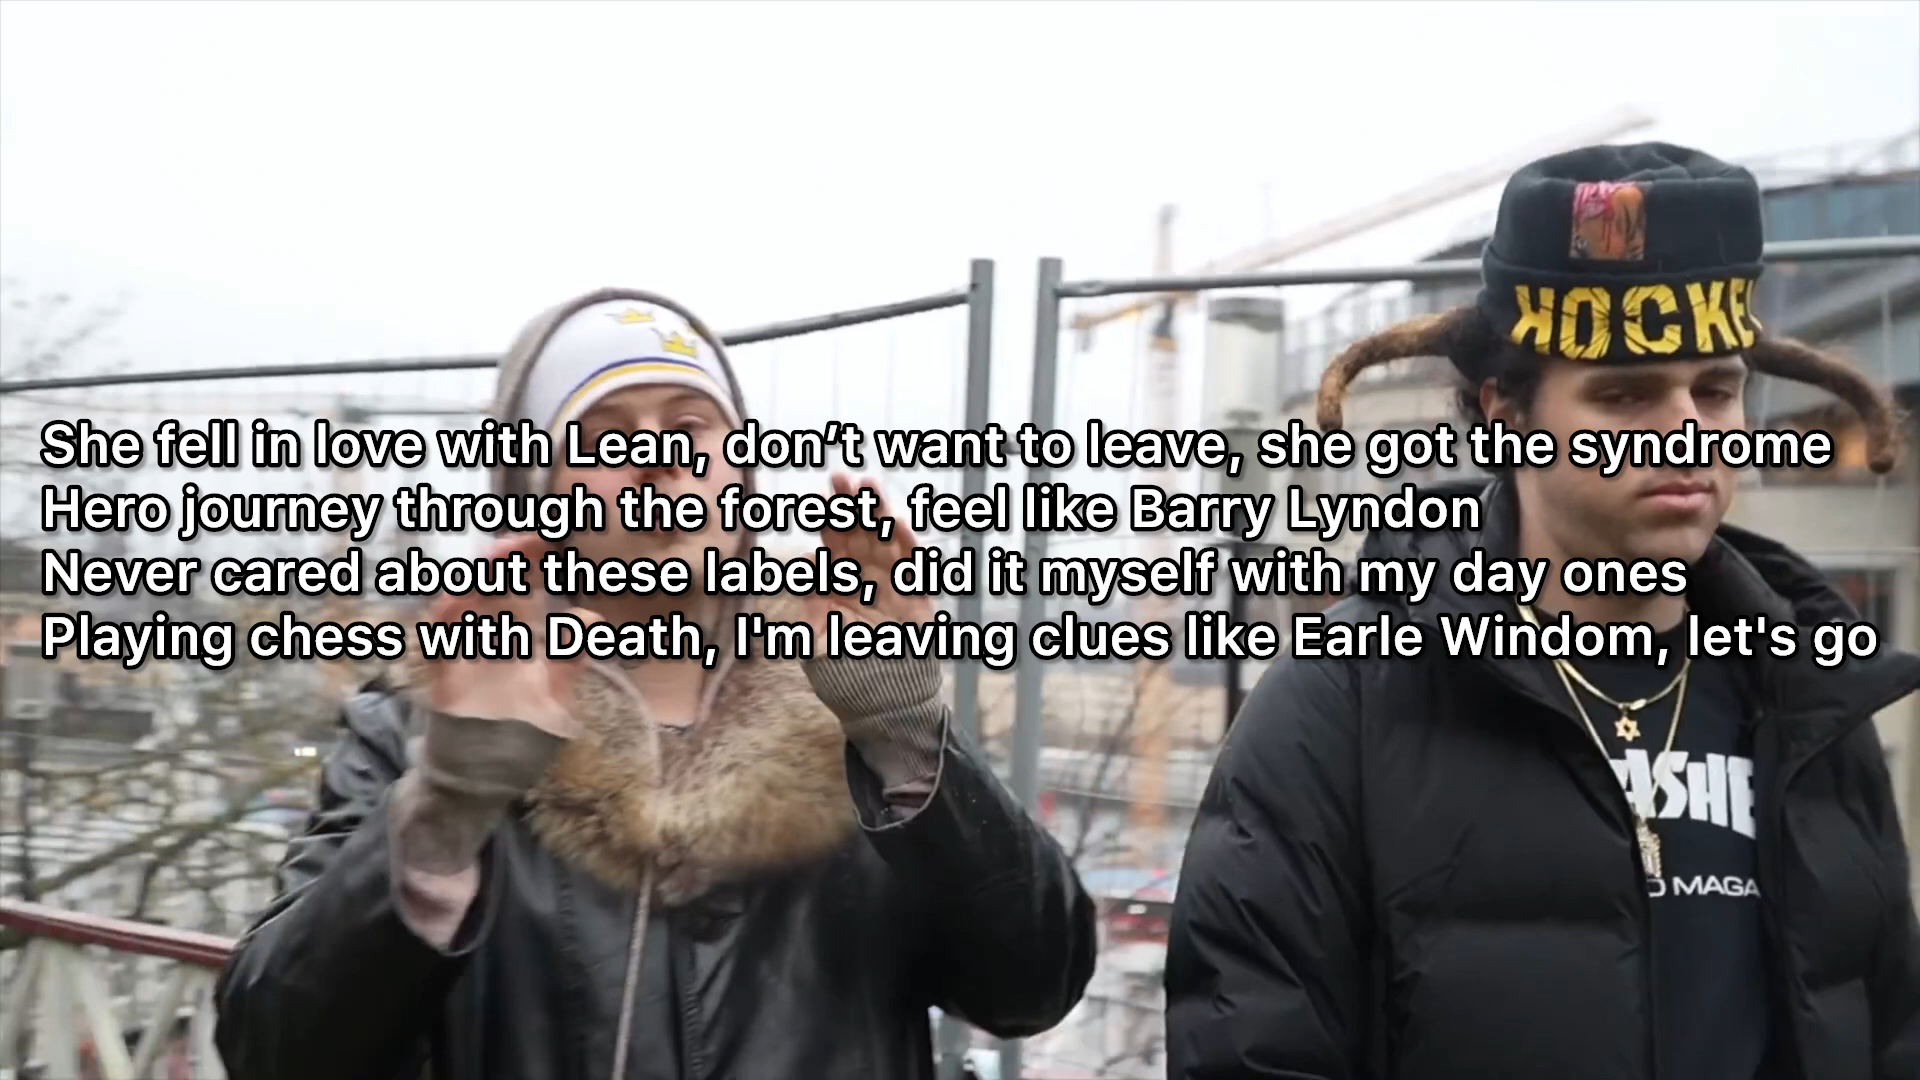 HOCKE
She fell in love with Lean, don’t want to leave, she got the syndrome
Hero journey through the forest, feel like Barry Lyndon
Never cared about these labels, did it myself with my day ones
Playing chess with Death, I'm leaving clues like Earle Windom, let's go
ASHE
D MAGA